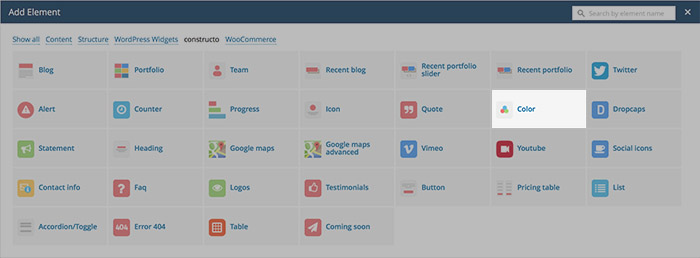 Add Element
Search by element name
Show all Content Structure WordPress Widgets constructo WooCommerce
Blog Portfolio Team Recent blog Recent portfolio slider Recent portfolio Twitter
Alert Counter Progress Icon Quote Color D Dropcaps
Statement Heading Google maps Google maps advanced Vimeo Youtube Social icons
Contact info ? Faq Logos Testimonials Button Pricing table List
Accordion/Toggle 404 Error 404 Table Coming soon